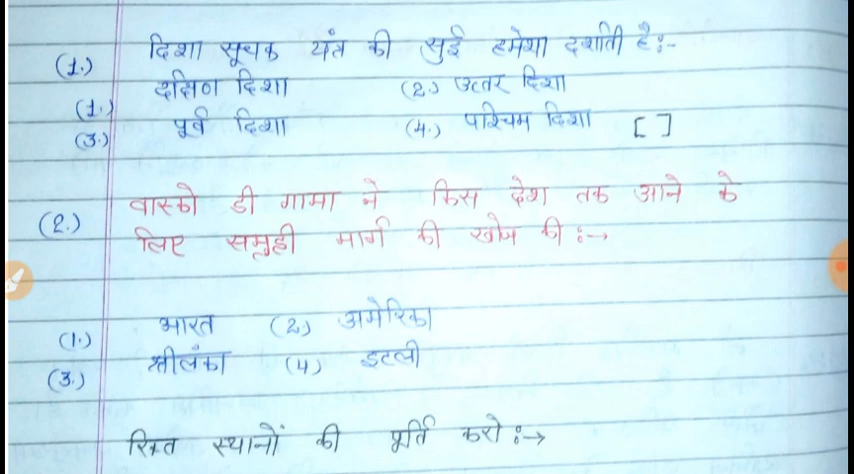 (1.) दिशा सूचक यंत्र की सुई हमेशा दर्शाती है:-
(1.) दक्षिण दिशा (2.) उत्तर दिशा
(3.) पूर्व दिशा (4.) पश्चिम दिशा [ ]
(2.) वास्को डी गामा ने किस देश तक आने के
लिए समुद्री मार्ग की खोज की :→
(1.) भारत (2.) अमेरिका
(3.) श्रीलंका (4) इटली
रिक्त स्थानों की पूर्ति करो :→